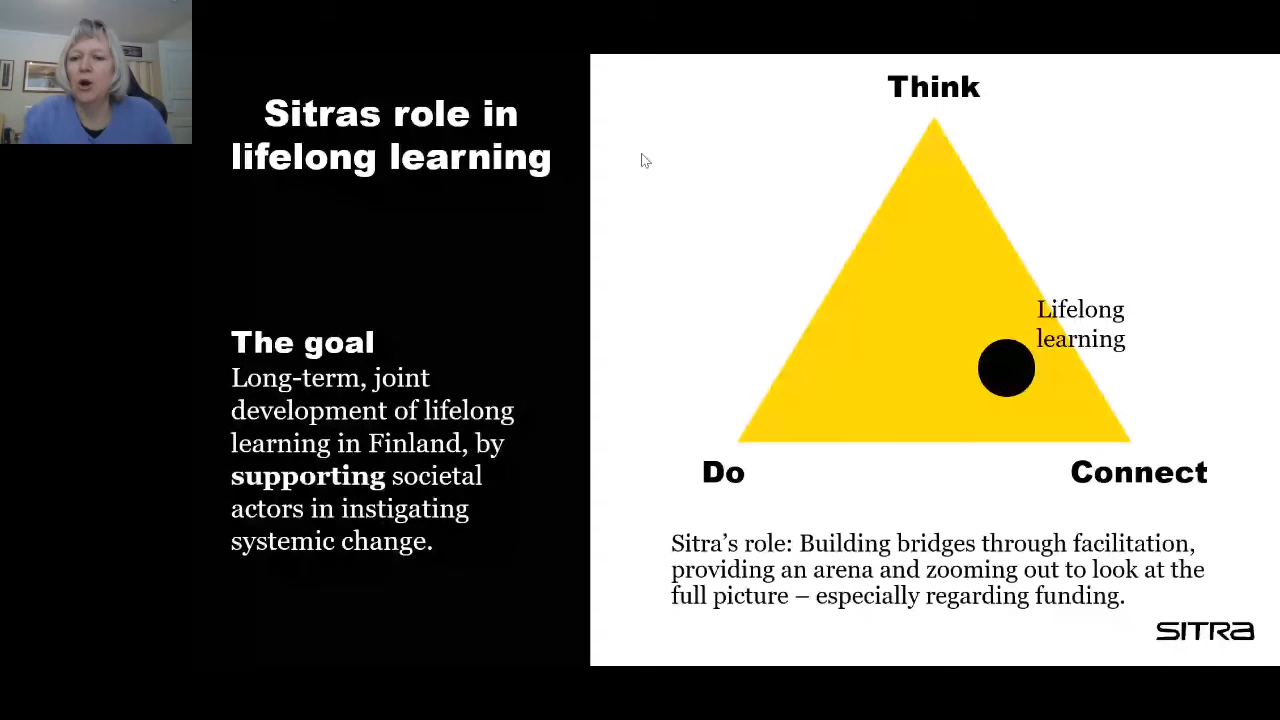 Sitras role in
lifelong learning
The goal
Long-term, joint
development of lifelong
learning in Finland, by
supporting societal
actors in instigating
systemic change.
Think
Lifelong
learning
Do
Connect
Sitra’s role: Building bridges through facilitation,
providing an arena and zooming out to look at the
full picture – especially regarding funding.
SITRA